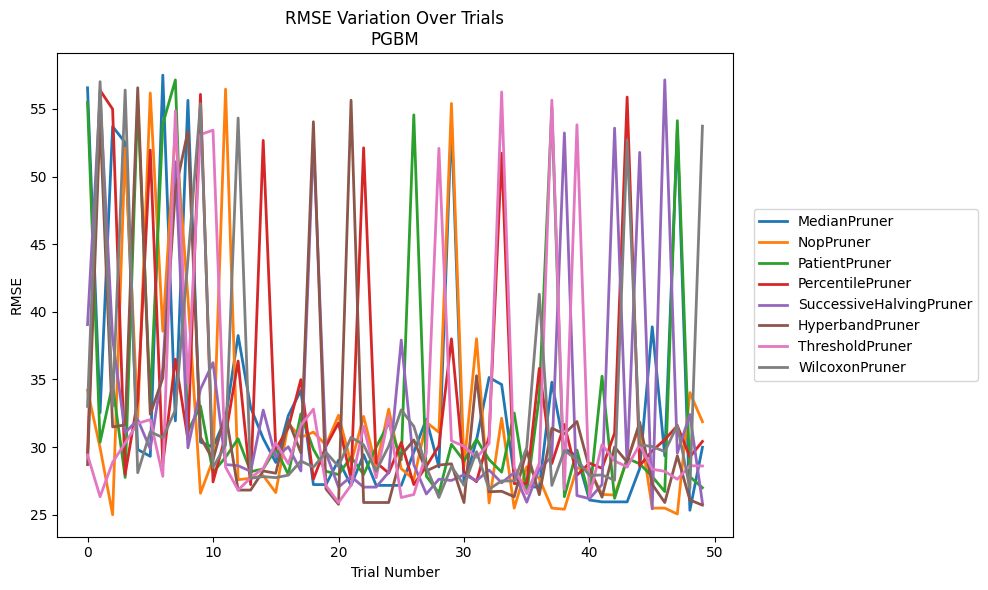 RMSE Variation Over Trials
PGBM
RMSE
55
50
45
40
35
30
25
0
10
20
30
40
50
Trial Number
MedianPruner
NopPruner
PatientPruner
PercentilePruner
SuccessiveHalvingPruner
HyperbandPruner
ThresholdPruner
WilcoxonPruner